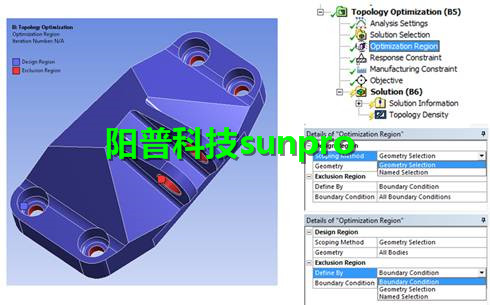 B: Topology Optimization
Optimization Region
Iteration Number: N/A
Design Region
Exclusion Region
阳普科技sunpro
Topology Optimization (B5)
Analysis Settings
Solution Selection
Optimization Region
Response Constraint
Manufacturing Constraint
Objective
Solution (B6)
Solution Information
Topology Density
Details of "Optimization Region"
Design Region
Scoping Method Geometry Selection
Geometry Geometry Selection
Named Selection
Exclusion Region
Define By Boundary Condition
Boundary Condition All Boundary Conditions
Details of "Optimization Region"
Design Region
Scoping Method Geometry Selection
Geometry All Bodies
Exclusion Region
Define By Boundary Condition
Boundary Condition Boundary Condition
Geometry Selection
Named Selection